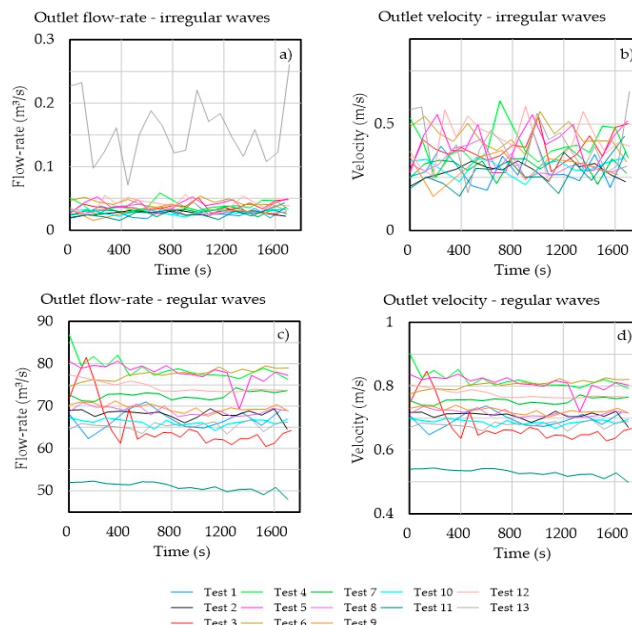 Outlet flow-rate - irregular waves
0.3
a)
0.2
0.1
0
Flow-rate (m³/s)
0 400 800 1200 1600
Time (s)
Outlet velocity - irregular waves
b)
0.5
0
Velocity (m/s)
0 400 800 1200 1600
Time (s)
Outlet flow-rate - regular waves
90
c)
80
70
60
50
Flow-rate (m³/s)
0 400 800 1200 1600
Time (s)
Outlet velocity - regular waves
1
d)
0.8
0.6
0.4
Velocity (m/s)
0 400 800 1200 1600
Time (s)
Test 1 Test 4 Test 7 Test 10 Test 12
Test 2 Test 5 Test 8 Test 11 Test 13
Test 3 Test 6 Test 9